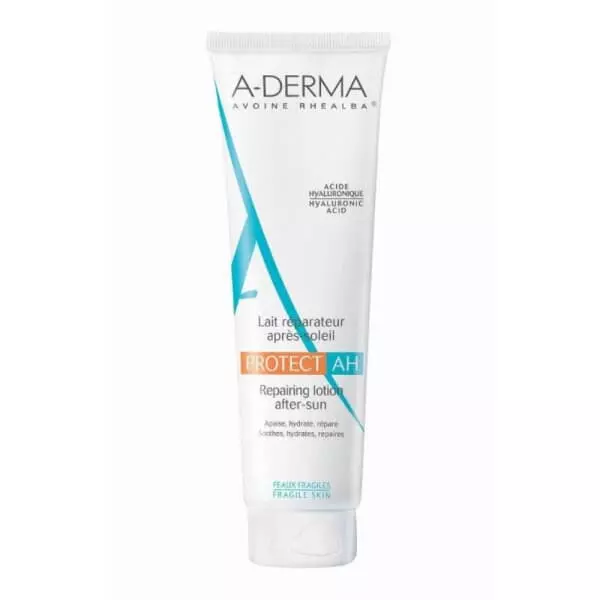 A-DERMA
AVOINE RHEALBA®
ACIDE
HYALURONIQUE
HYALURONIC
ACID
Lait réparateur
après-soleil
PROTECT AH
Repairing lotion
after-sun
Apaise, hydrate, répare
Soothes, hydrates, repaires
PEAUX FRAGILES
FRAGILE SKIN